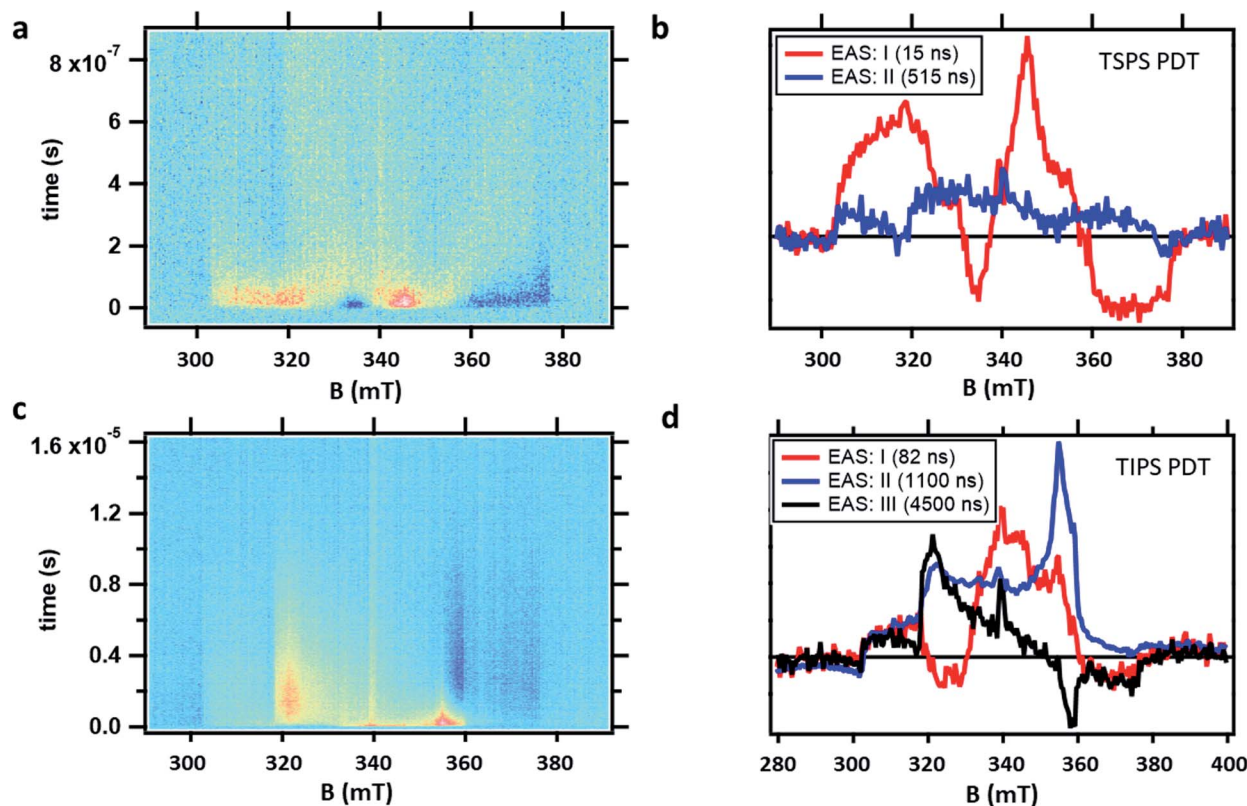 a
8 x10⁻⁷
6
4
2
0
time (s)
300 320 340 360 380
B (mT)
b
EAS: I (15 ns)
EAS: II (515 ns)
TSPS PDT
300 320 340 360 380
B (mT)
c
1.6 x10⁻⁵
1.2
0.8
0.4
0.0
time (s)
300 320 340 360 380
B (mT)
d
EAS: I (82 ns)
EAS: II (1100 ns)
EAS: III (4500 ns)
TIPS PDT
280 300 320 340 360 380 400
B (mT)